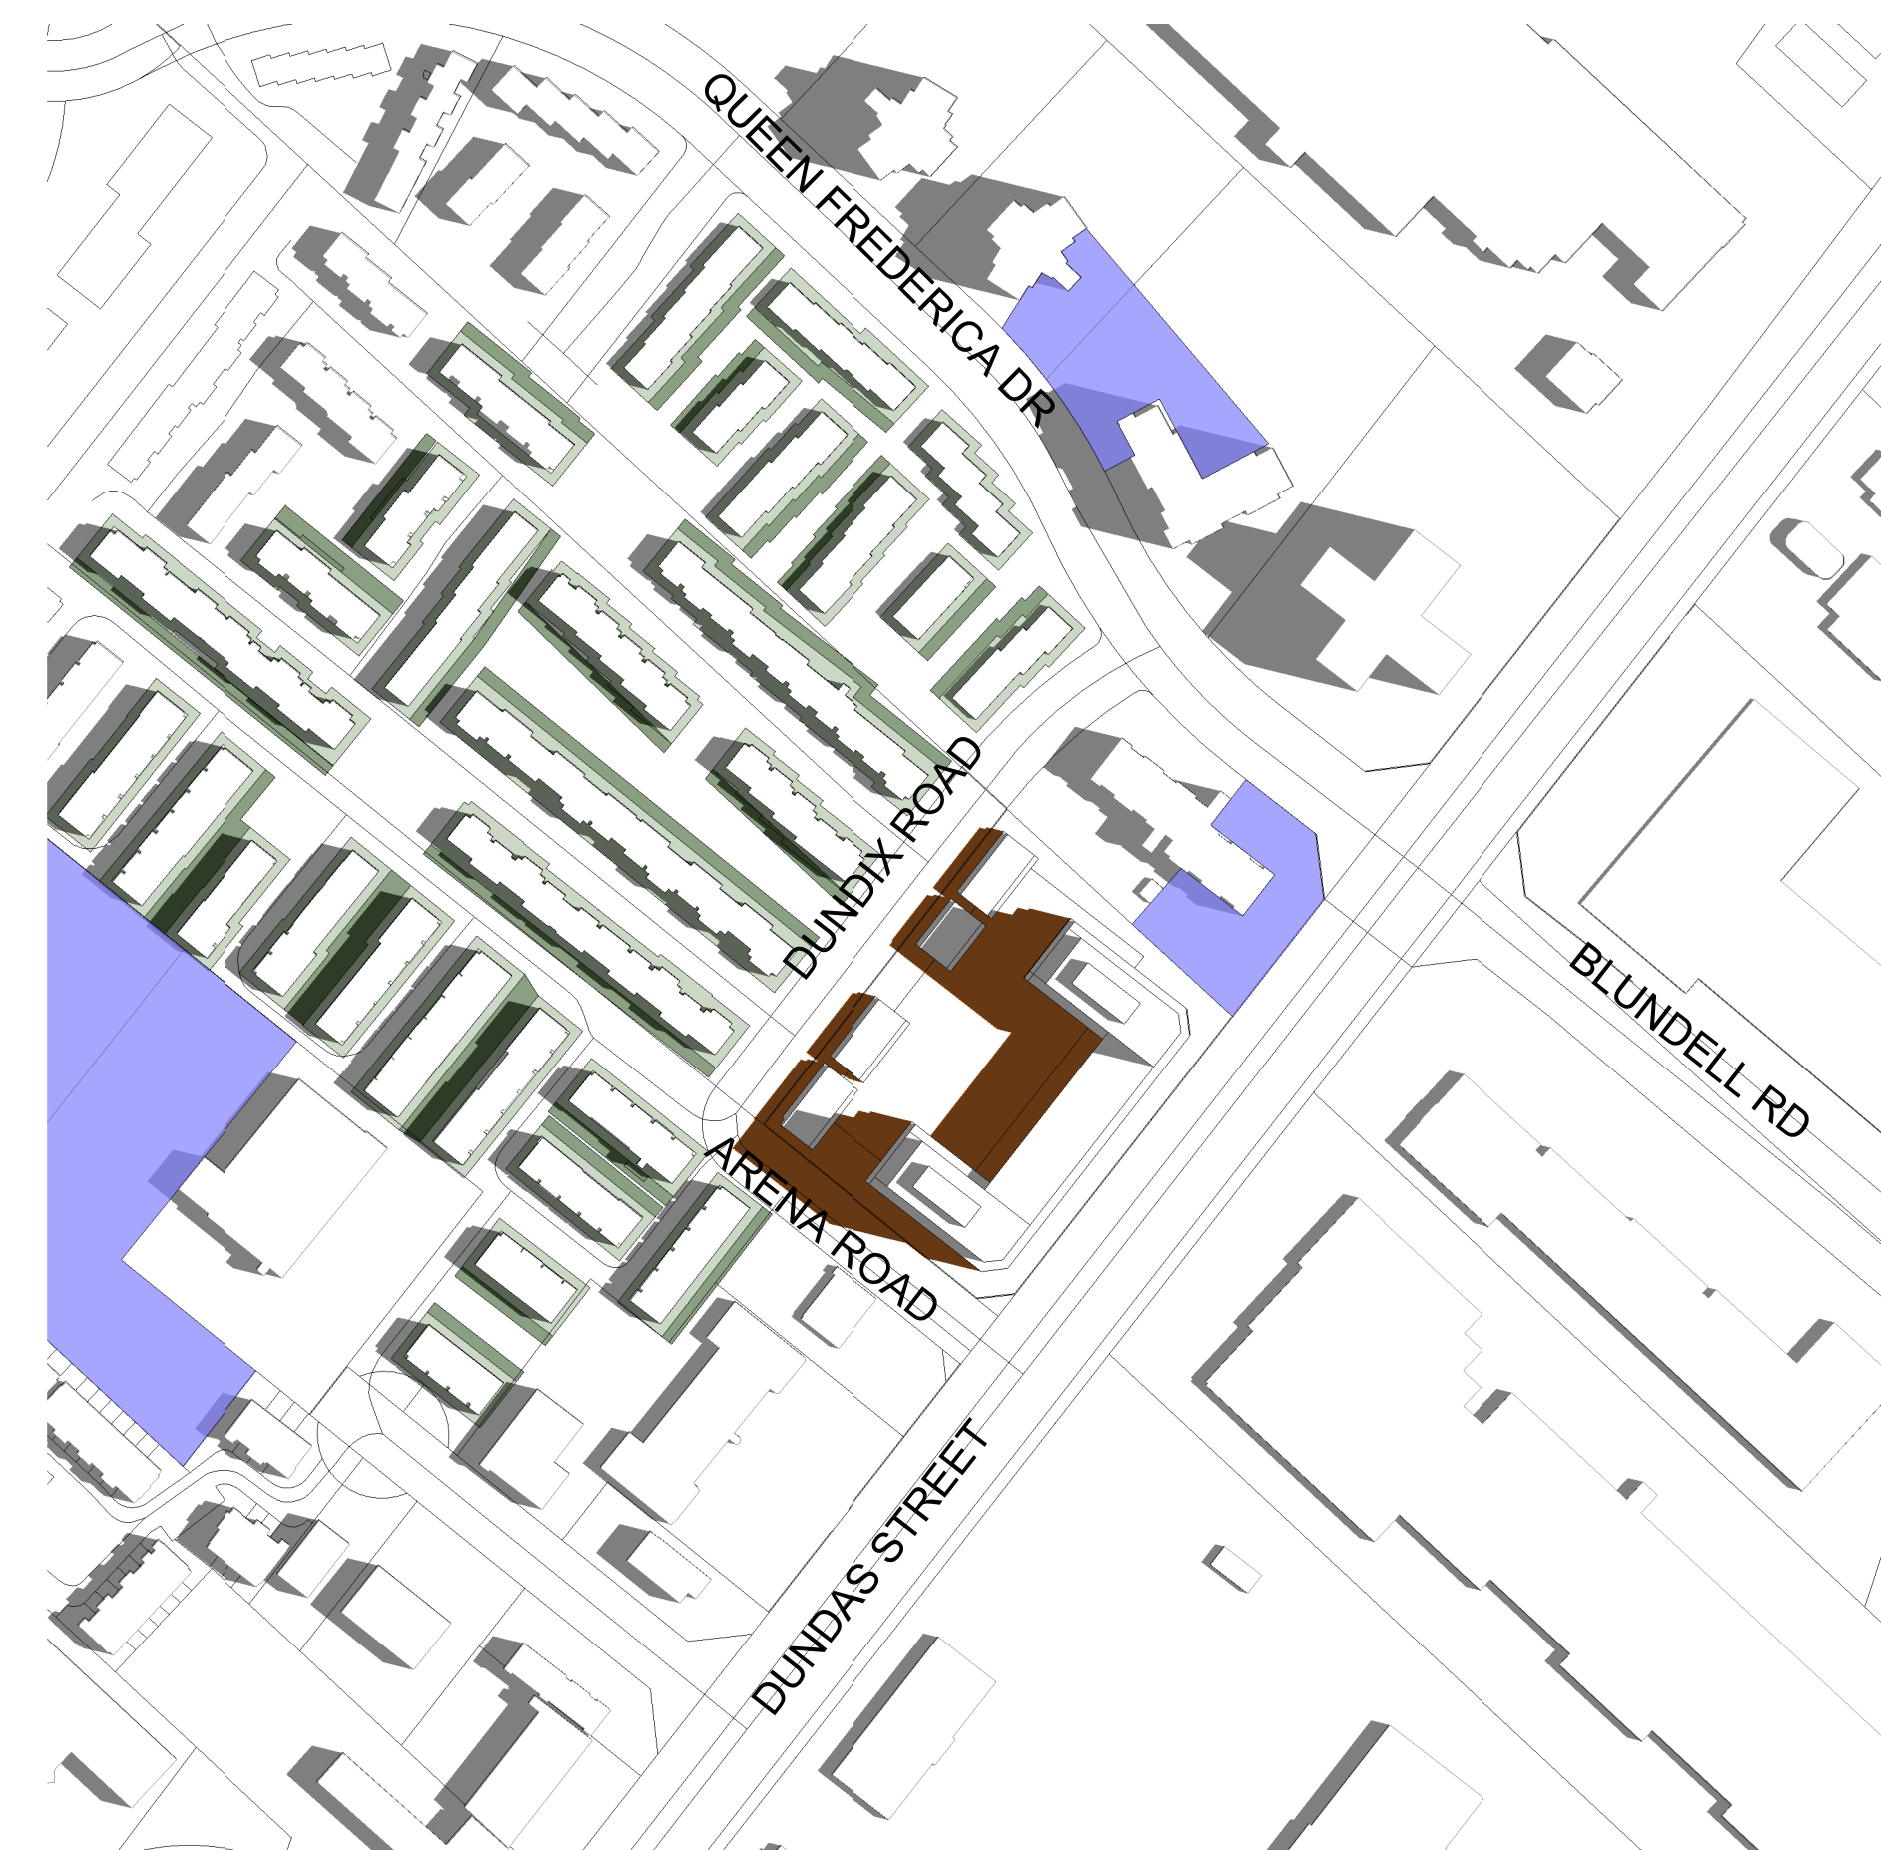 QUEEN FREDERICA DR
DUNDIX ROAD
BLUNDELL RD
ARENA ROAD
DUNDAS STREET